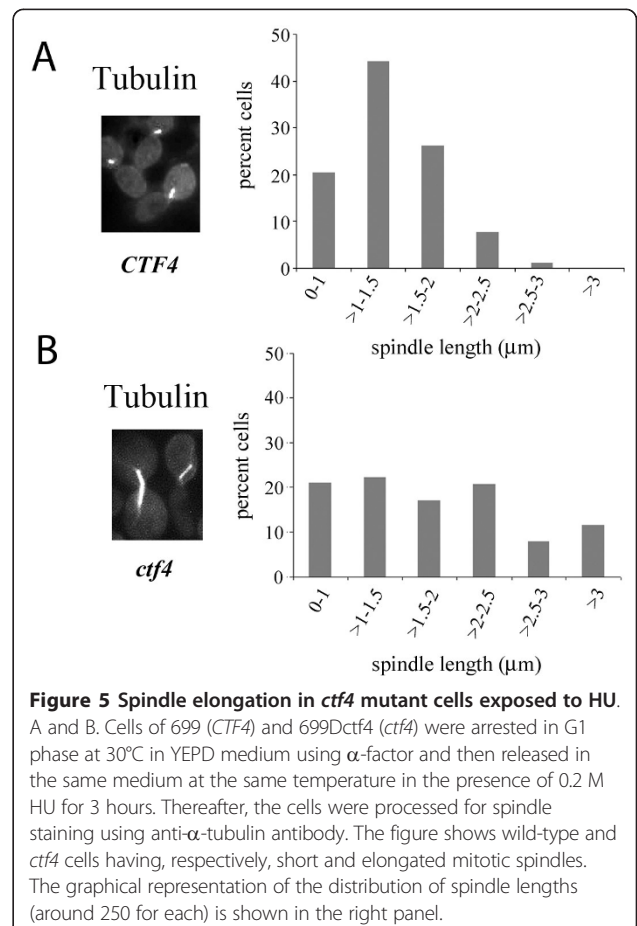 A
Tubulin
CTF4
percent cells
50
40
30
20
10
0
0-1
>1-1.5
>1.5-2
>2-2.5
>2.5-3
>3
spindle length (μm)
B
Tubulin
ctf4
percent cells
50
40
30
20
10
0
0-1
>1-1.5
>1.5-2
>2-2.5
>2.5-3
>3
spindle length (μm)
Figure 5 Spindle elongation in ctf4 mutant cells exposed to HU.
A and B. Cells of 699 (CTF4) and 699Dctf4 (ctf4) were arrested in G1
phase at 30°C in YEPD medium using α-factor and then released in
the same medium at the same temperature in the presence of 0.2 M
HU for 3 hours. Thereafter, the cells were processed for spindle
staining using anti-α-tubulin antibody. The figure shows wild-type and
ctf4 cells having, respectively, short and elongated mitotic spindles.
The graphical representation of the distribution of spindle lengths
(around 250 for each) is shown in the right panel.